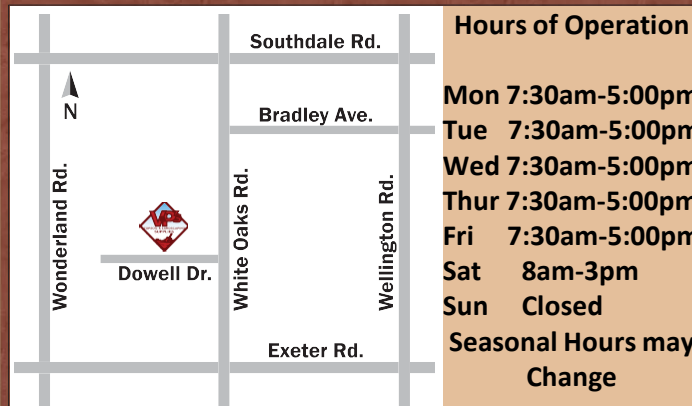 Southdale Rd.
N
Bradley Ave.
Wonderland Rd.
White Oaks Rd.
Wellington Rd.
VP
Dowell Dr.
Exeter Rd.
Hours of Operation
Mon 7:30am-5:00pm
Tue 7:30am-5:00pm
Wed 7:30am-5:00pm
Thur 7:30am-5:00pm
Fri 7:30am-5:00pm
Sat 8am-3pm
Sun Closed
Seasonal Hours may
Change